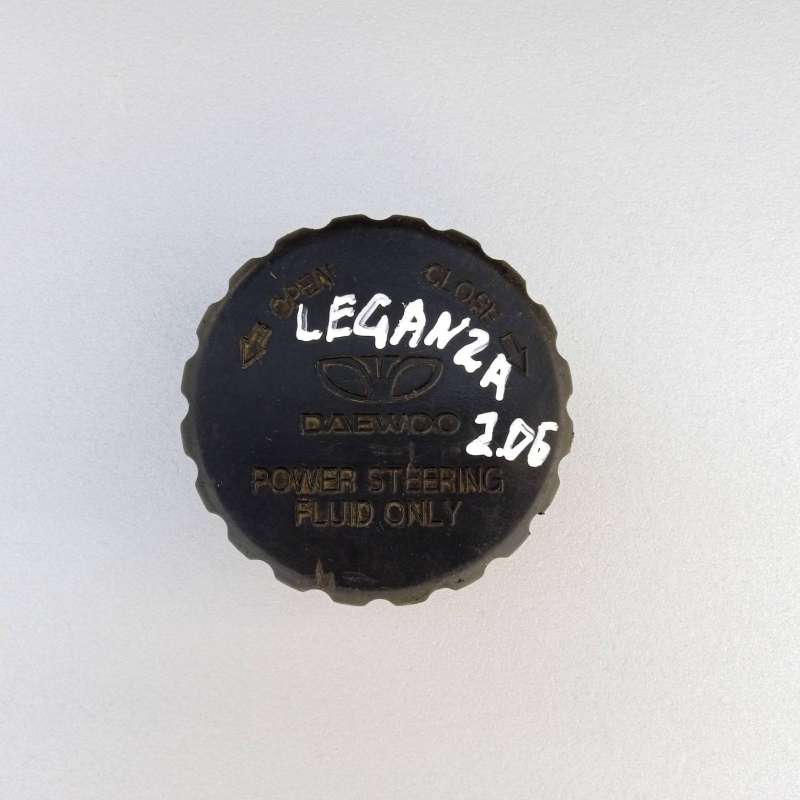 OPEN CLOSE
LEGANZA
2.0б
DAEWOO
POWER STEERING
FLUID ONLY